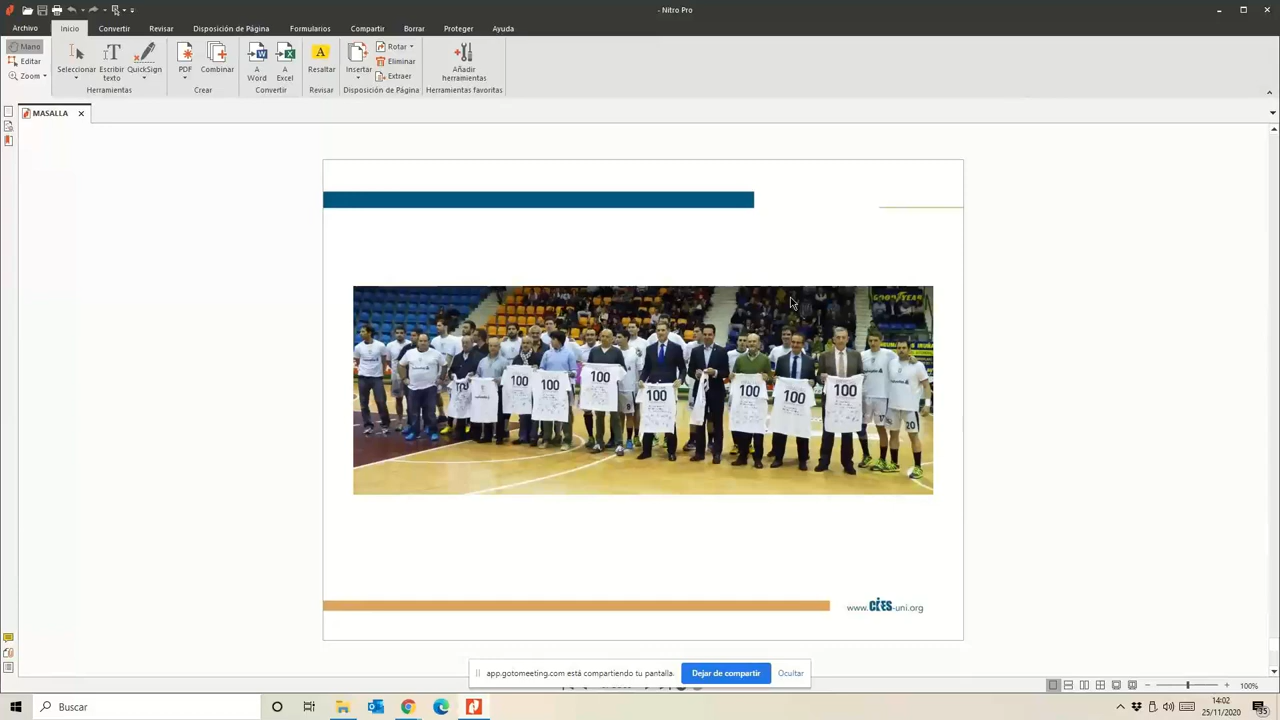 - Nitro Pro
Archivo Inicio Convertir Revisar Disposición de Página Formularios Compartir Borrar Proteger Ayuda
Mano
Editar
Zoom
Seleccionar
Escribir texto
QuickSign
Herramientas
PDF
Combinar
Crear
A Word
A Excel
Convertir
Resaltar
Revisar
Insertar
Rotar
Eliminar
Extraer
Disposición de Página
Añadir herramientas
Herramientas favoritas
MASALLA
GOODYEAR
100
100
100
100
100
100
100
20
www.CIES-uni.org
app.gotomeeting.com está compartiendo tu pantalla.
Dejar de compartir
Ocultar
100%
Buscar
14:02
25/11/2020